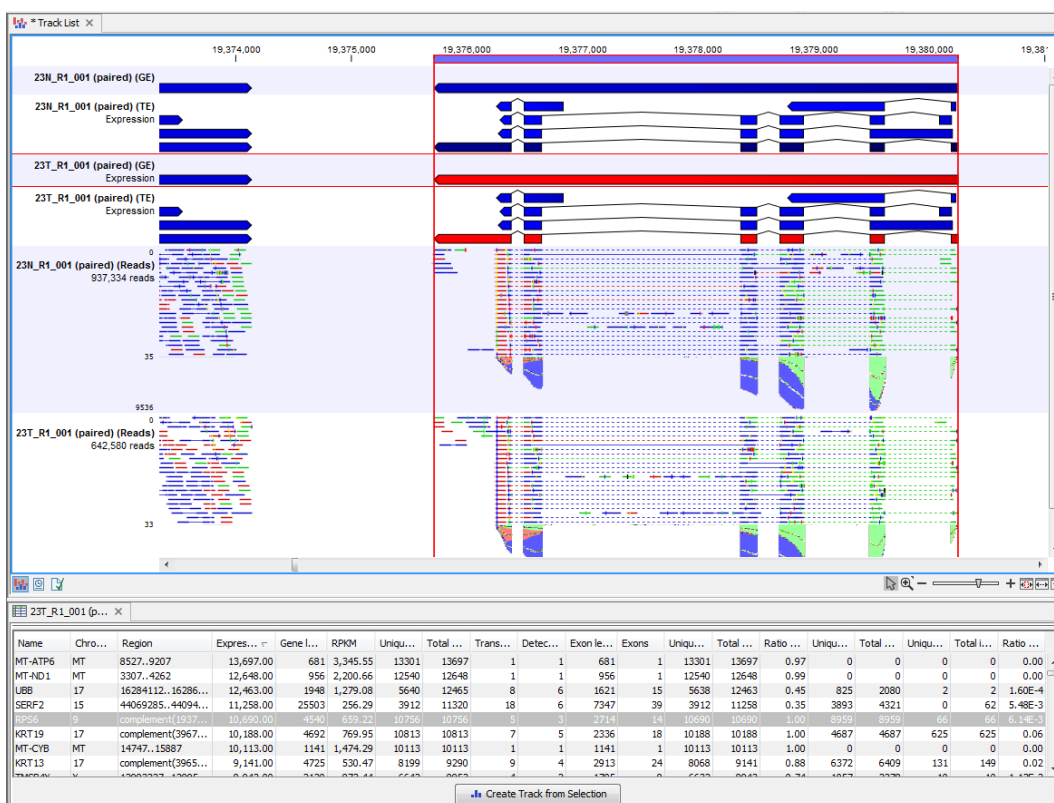 * Track List
19,374,000 19,375,000 19,376,000 19,377,000 19,378,000 19,379,000 19,380,000 19,381
23N_R1_001 (paired) (GE)
23N_R1_001 (paired) (TE)
Expression
23T_R1_001 (paired) (GE)
Expression
23T_R1_001 (paired) (TE)
Expression
0
23N_R1_001 (paired) (Reads)
937,334 reads
35
9536
0
23T_R1_001 (paired) (Reads)
642,580 reads
33
23T_R1_001 (p...
Name Chro... Region Expres... Gene l... RPKM Uniqu... Total ... Trans... Detec... Exon le... Exons Uniqu... Total ... Ratio ... Uniqu... Total ... Uniqu... Total i... Ratio ...
MT-ATP6 MT 8527..9207 13,697.00 681 3,345.55 13301 13697 1 1 681 1 13301 13697 0.97 0 0 0 0 0.00
MT-ND1 MT 3307..4262 12,648.00 956 2,200.66 12540 12648 1 1 956 1 12540 12648 0.99 0 0 0 0 0.00
UBB 17 16284112..16286... 12,463.00 1948 1,279.08 5640 12465 8 6 1621 15 5638 12463 0.45 825 2080 2 2 1.60E-4
SERF2 15 44069285..44094... 11,258.00 25503 256.29 3912 11320 18 6 7347 39 3912 11258 0.35 3893 4321 0 62 5.48E-3
RPS6 9 complement(1937... 10,690.00 4540 659.22 10756 10756 5 3 2714 14 10690 10690 1.00 8959 8959 66 66 6.14E-3
KRT19 17 complement(3967... 10,188.00 4692 769.95 10813 10813 7 5 2336 18 10188 10188 1.00 4687 4687 625 625 0.06
MT-CYB MT 14747..15887 10,113.00 1141 1,474.29 10113 10113 1 1 1141 1 10113 10113 1.00 0 0 0 0 0.00
KRT13 17 complement(3965... 9,141.00 4725 530.47 8199 9290 9 4 2913 24 8068 9141 0.88 6372 6409 131 149 0.02
Create Track from Selection